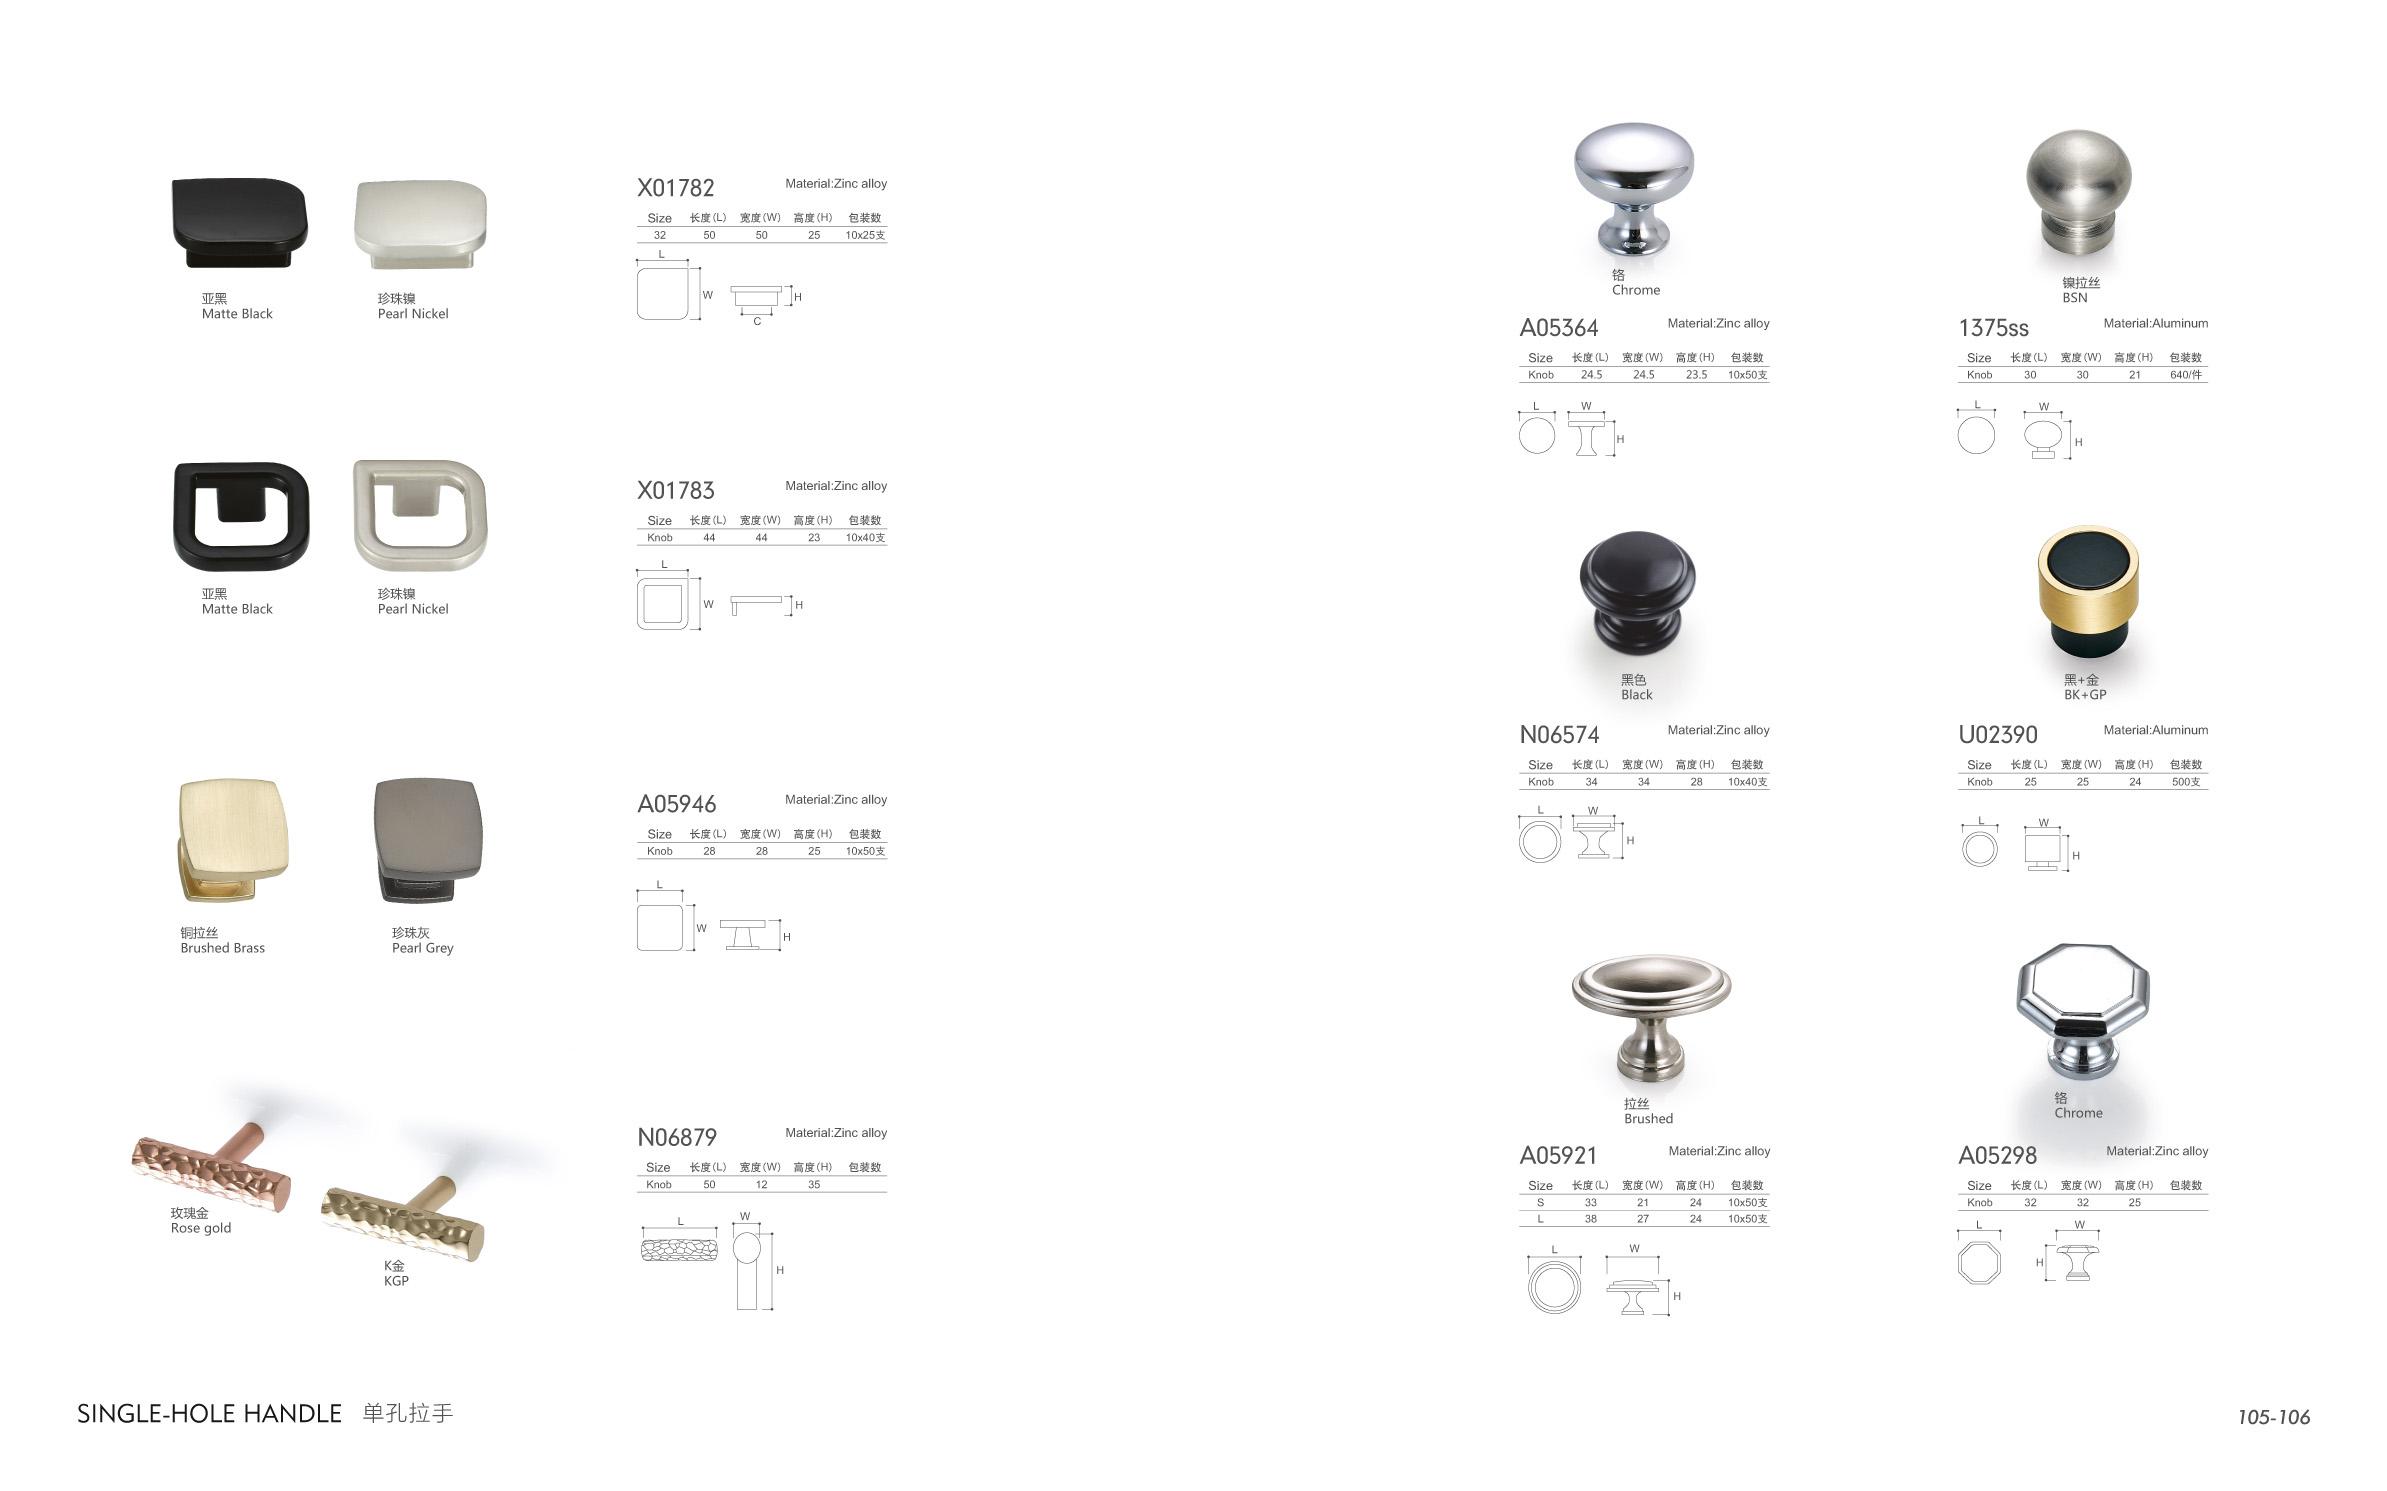 亚黑
Matte Black
珍珠镍
Pearl Nickel
X01782 Material:Zinc alloy
Size 长度(L) 宽度(W) 高度(H) 包装数
32 50 50 25 10x25支
L
W
H
C
亚黑
Matte Black
珍珠镍
Pearl Nickel
X01783 Material:Zinc alloy
Size 长度(L) 宽度(W) 高度(H) 包装数
Knob 44 44 23 10x40支
L
W
H
铜拉丝
Brushed Brass
珍珠灰
Pearl Grey
A05946 Material:Zinc alloy
Size 长度(L) 宽度(W) 高度(H) 包装数
Knob 28 28 25 10x50支
L
W
H
玫瑰金
Rose gold
K金
KGP
N06879 Material:Zinc alloy
Size 长度(L) 宽度(W) 高度(H) 包装数
Knob 50 12 35
L
W
H
铬
Chrome
A05364 Material:Zinc alloy
Size 长度(L) 宽度(W) 高度(H) 包装数
Knob 24.5 24.5 23.5 10x50支
L
W
H
镍拉丝
BSN
1375ss Material:Aluminum
Size 长度(L) 宽度(W) 高度(H) 包装数
Knob 30 30 21 640/件
L
W
H
黑色
Black
N06574 Material:Zinc alloy
Size 长度(L) 宽度(W) 高度(H) 包装数
Knob 34 34 28 10x40支
L
W
H
黑+金
BK+GP
U02390 Material:Aluminum
Size 长度(L) 宽度(W) 高度(H) 包装数
Knob 25 25 24 500支
L
W
H
拉丝
Brushed
A05921 Material:Zinc alloy
Size 长度(L) 宽度(W) 高度(H) 包装数
S 33 21 24 10x50支
L 38 27 24 10x50支
L
W
H
铬
Chrome
A05298 Material:Zinc alloy
Size 长度(L) 宽度(W) 高度(H) 包装数
Knob 32 32 25
L
W
H
SINGLE-HOLE HANDLE 单孔拉手
105-106